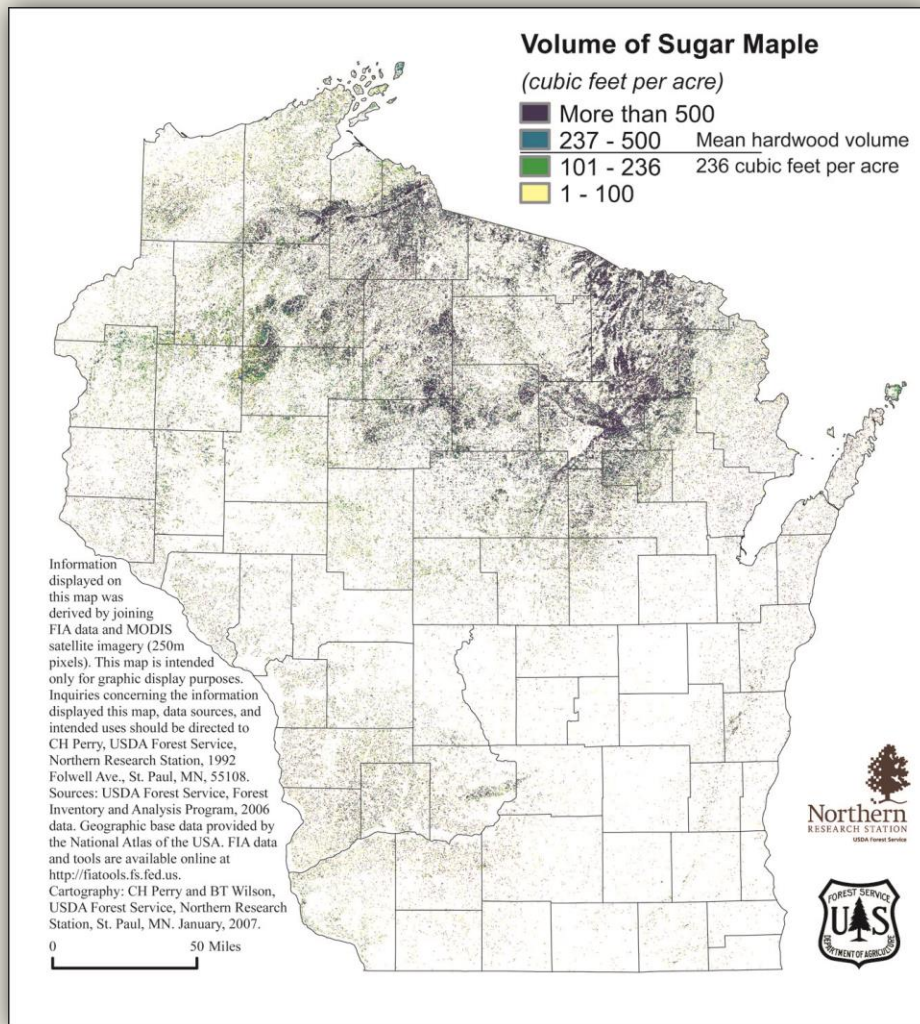 Volume of Sugar Maple
(cubic feet per acre)
More than 500
237 - 500 Mean hardwood volume
101 - 236 236 cubic feet per acre
1 - 100
Information
displayed on
this map was
derived by joining
FIA data and MODIS
satellite imagery (250m
pixels). This map is intended
only for graphic display purposes.
Inquiries concerning the information
displayed this map, data sources, and
intended uses should be directed to
CH Perry, USDA Forest Service,
Northern Research Station, 1992
Folwell Ave., St. Paul, MN, 55108.
Sources: USDA Forest Service, Forest
Inventory and Analysis Program, 2006
data. Geographic base data provided by
the National Atlas of the USA. FIA data
and tools are available online at
http://fiatools.fs.fed.us.
Cartography: CH Perry and BT Wilson,
USDA Forest Service, Northern Research
Station, St. Paul, MN. January, 2007.
0 50 Miles
Northern
RESEARCH STATION
USDA Forest Service
FOREST SERVICE
U S
DEPARTMENT OF AGRICULTURE